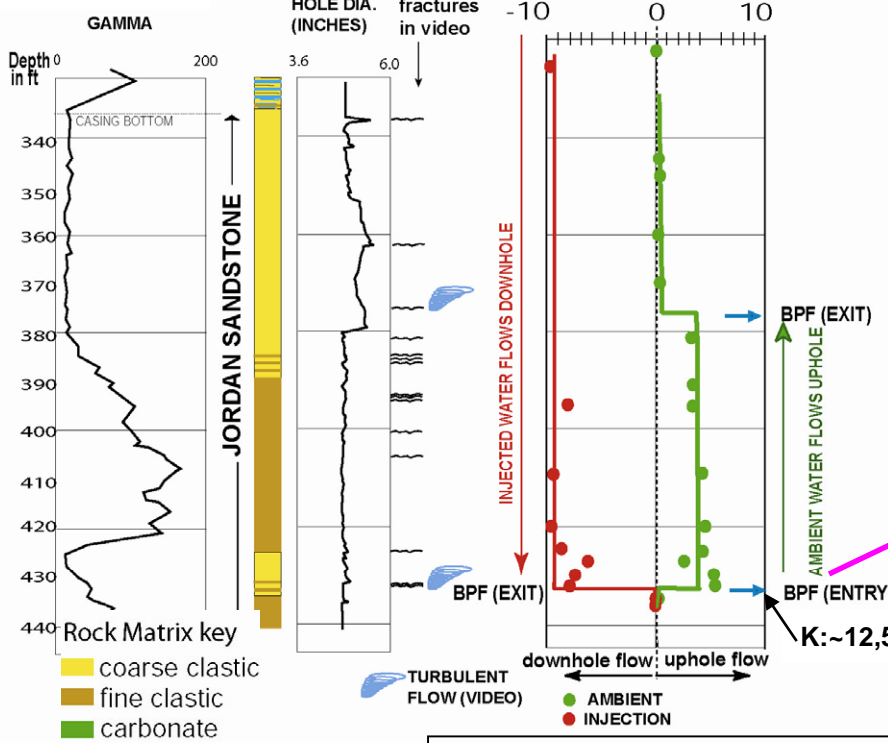 GAMMA
HOLE DIA.
(INCHES)
fractures
in video
-10 0 10
Depth
in ft
0 200
3.6 6.0
CASING BOTTOM
340
350
360
370
380
390
400
410
420
430
440
JORDAN SANDSTONE
INJECTED WATER FLOWS DOWNHOLE
BPF (EXIT)
AMBIENT WATER FLOWS UPHOLE
BPF (EXIT)
BPF (ENTRY
K:~12,5
downhole flow uphole flow
Rock Matrix key
coarse clastic
fine clastic
carbonate
TURBULENT
FLOW (VIDEO)
AMBIENT
INJECTION